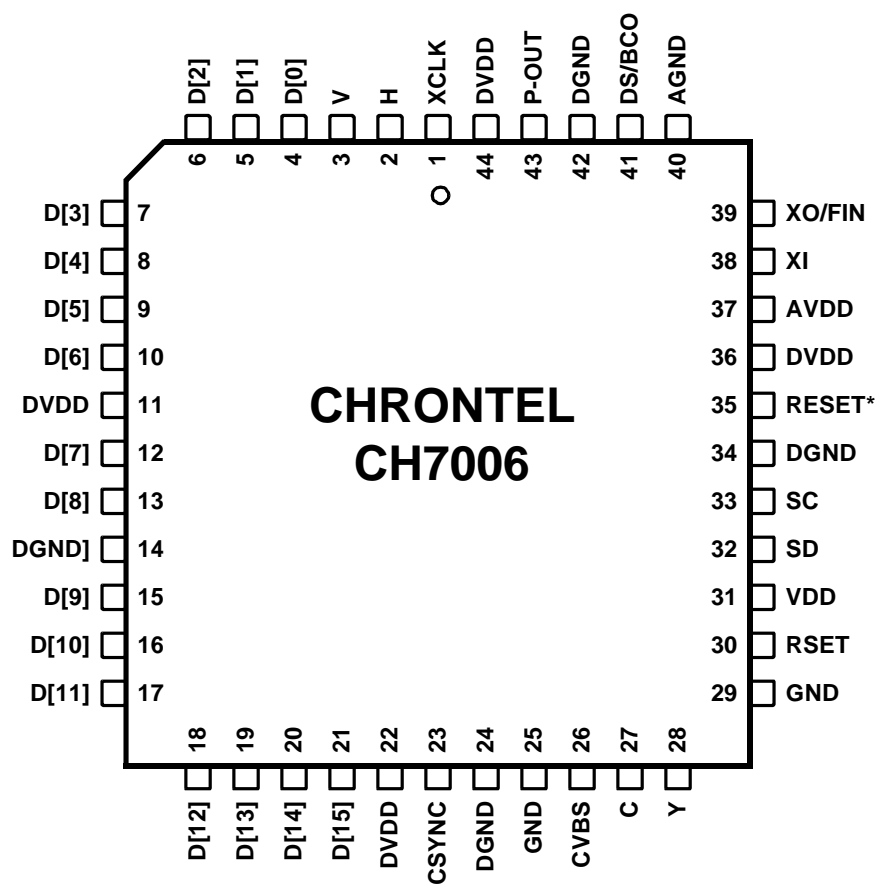 D[2] D[1] D[0] V H XCLK DVDD P-OUT DGND DS/BCO AGND
6 5 4 3 2 1 44 43 42 41 40
D[3] 7 39 XO/FIN
D[4] 8 38 XI
D[5] 9 37 AVDD
D[6] 10 36 DVDD
DVDD 11 35 RESET*
D[7] 12 34 DGND
D[8] 13 33 SC
DGND] 14 32 SD
D[9] 15 31 VDD
D[10] 16 30 RSET
D[11] 17 29 GND
CHRONTEL
CH7006
18 19 20 21 22 23 24 25 26 27 28
D[12] D[13] D[14] D[15] DVDD CSYNC DGND GND CVBS C Y